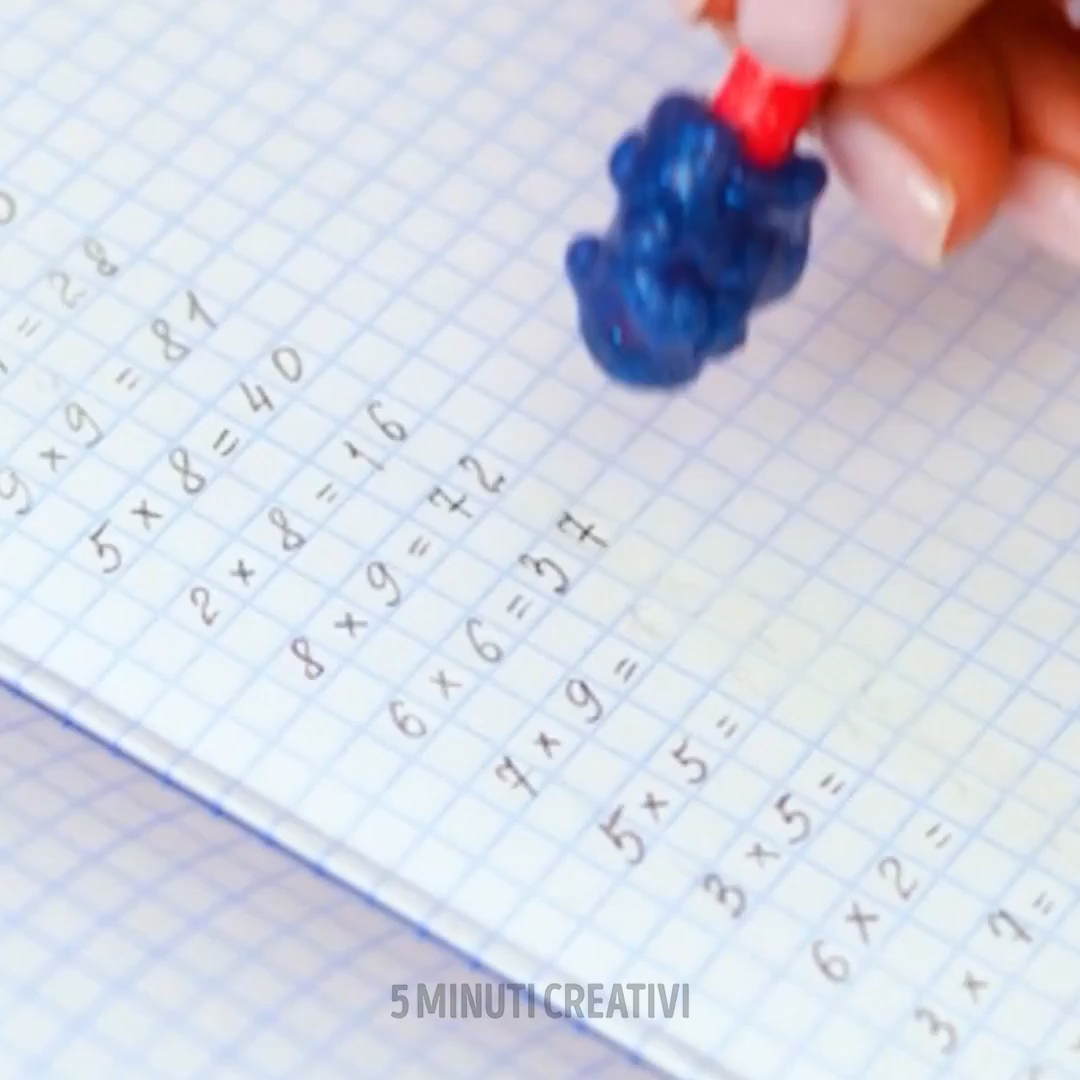 = 28
9 × 9 = 81
5 × 8 = 40
2 × 8 = 16
8 × 9 = 72
6 × 6 = 37
7 × 9 =
5 × 5 =
3 × 5 =
6 × 2 =
3 × 7 =
5 MINUTI CREATIVI